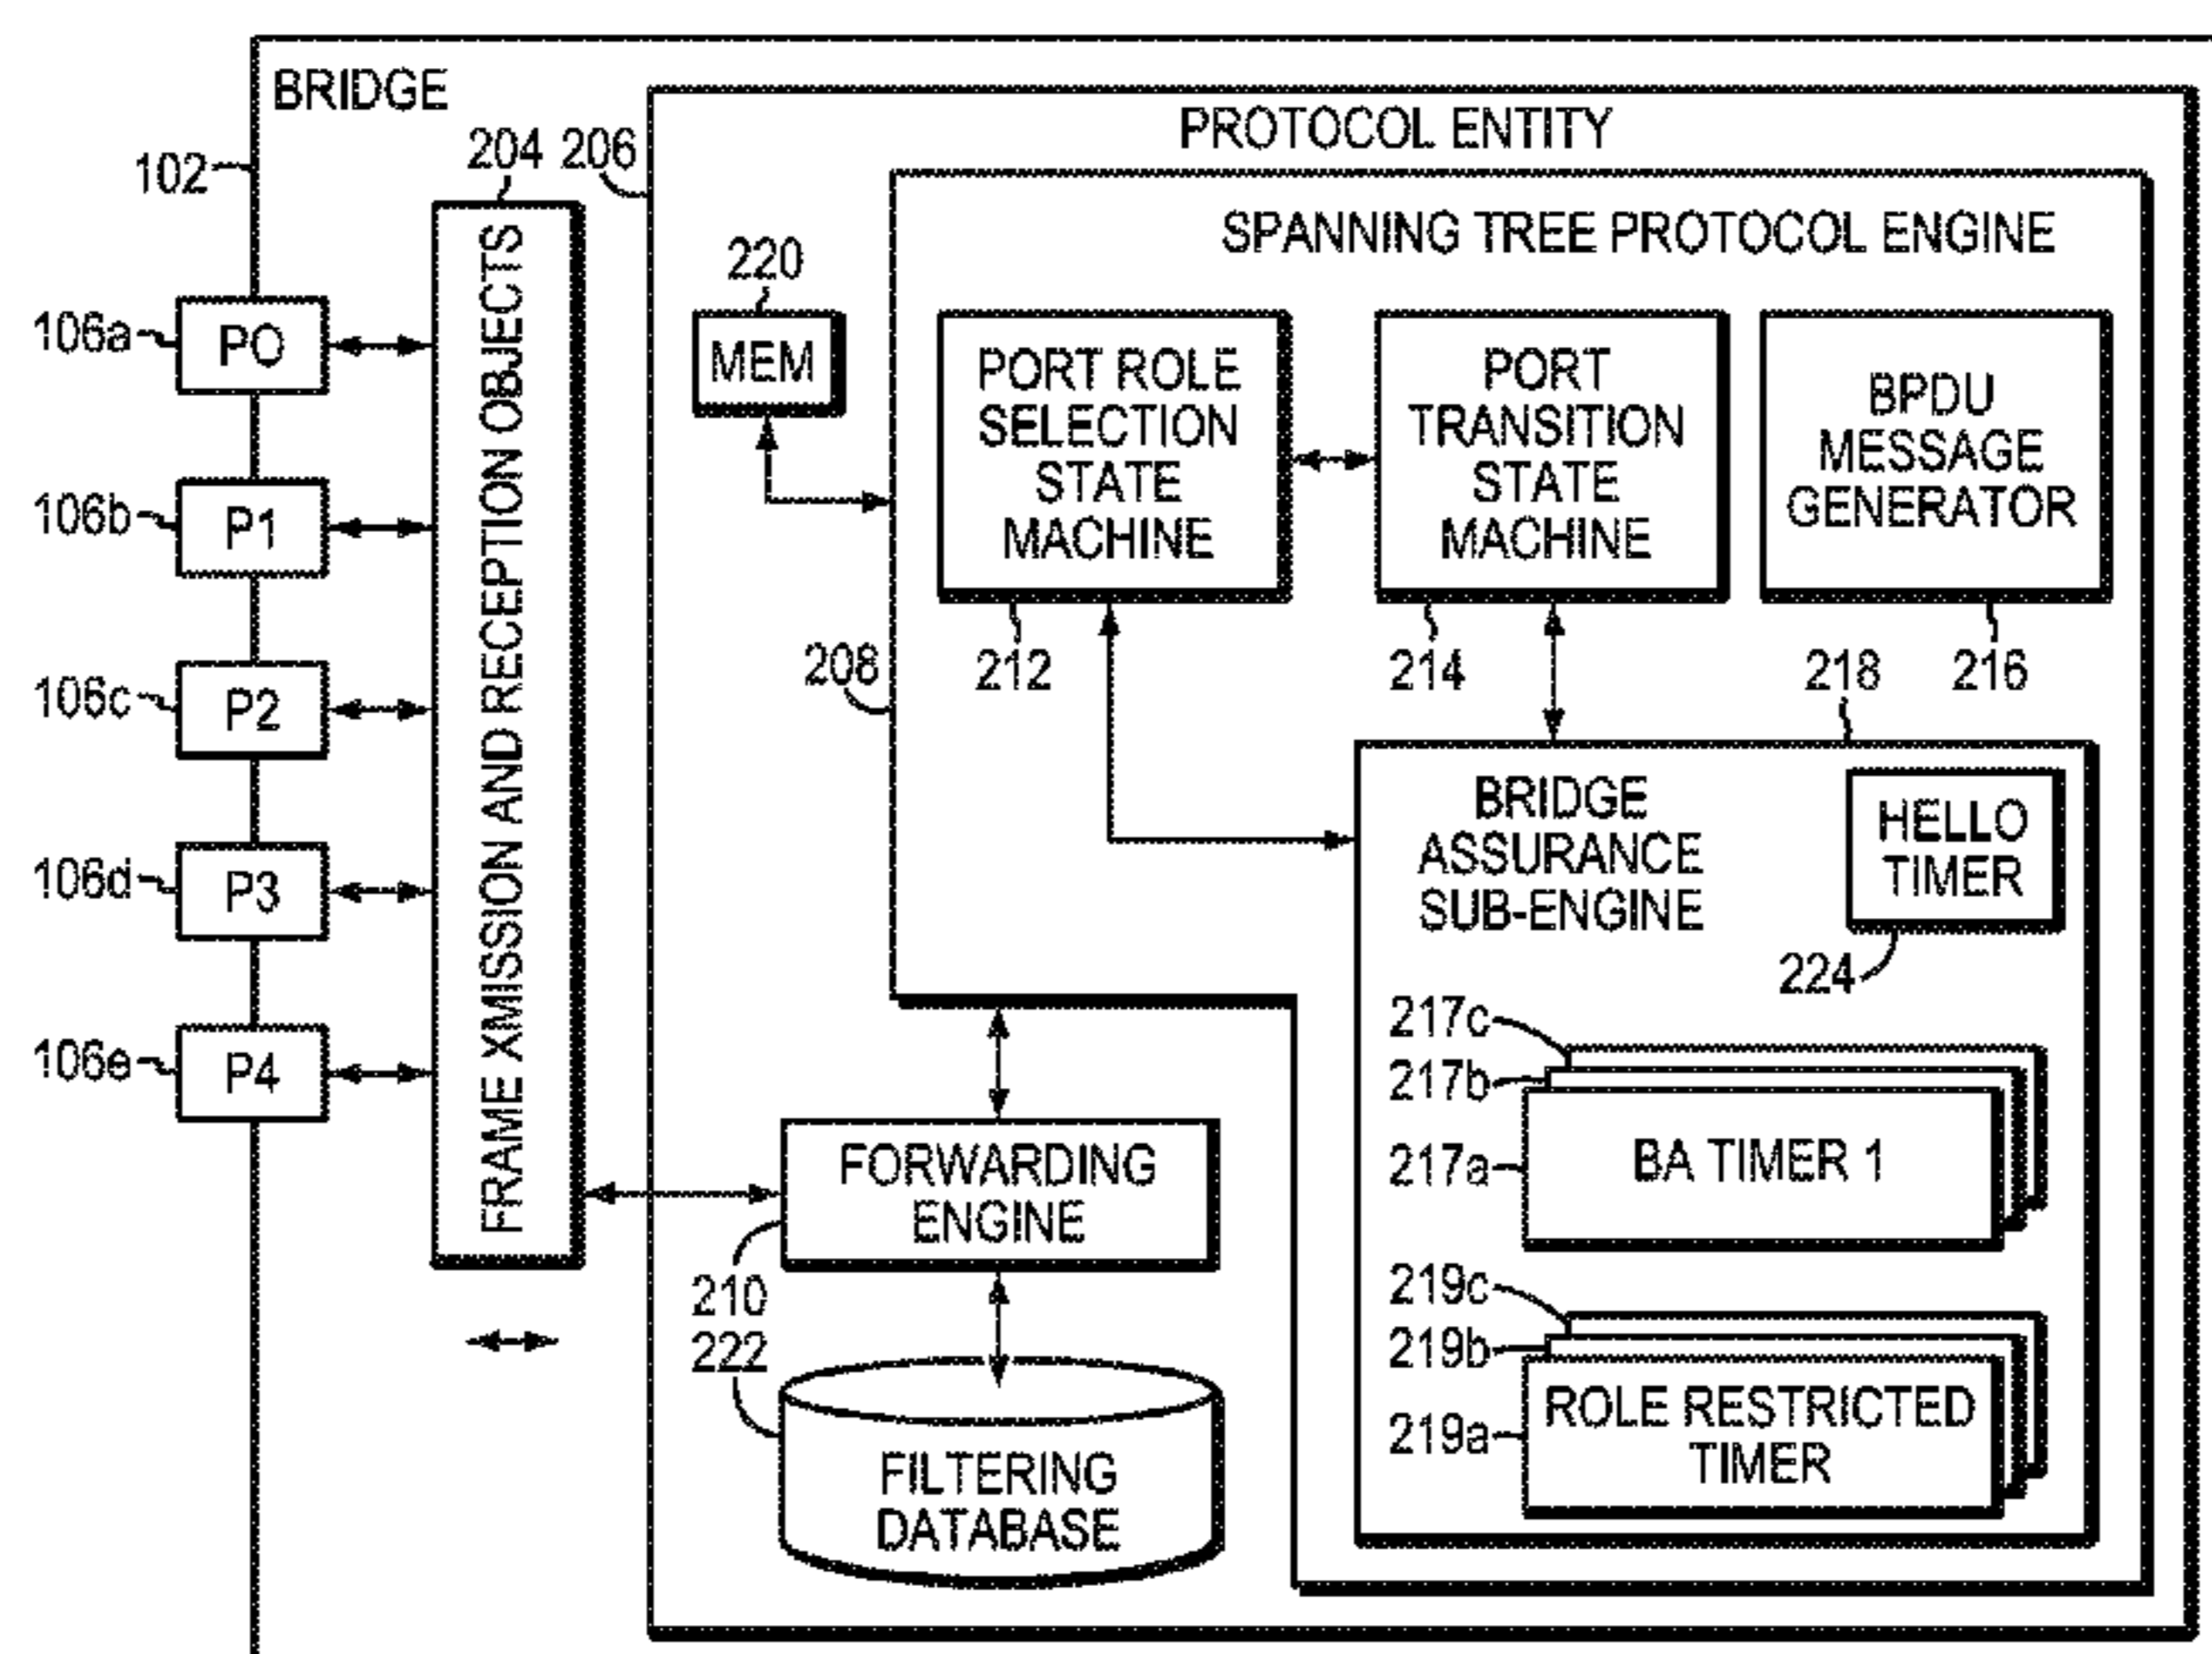 BRIDGE
102
204
206
PROTOCOL ENTITY
SPANNING TREE PROTOCOL ENGINE
220
MEM
106a
P0
106b
P1
106c
P2
106d
P3
106e
P4
FRAME XMISSION AND RECEPTION OBJECTS
PORT ROLE
SELECTION
STATE
MACHINE
PORT
TRANSITION
STATE
MACHINE
BPDU
MESSAGE
GENERATOR
208
212
214
218
216
BRIDGE
ASSURANCE
SUB-ENGINE
HELLO
TIMER
224
217c
217b
217a
BA TIMER 1
219c
219b
219a
ROLE RESTRICTED
TIMER
FORWARDING
ENGINE
210
222
FILTERING
DATABASE